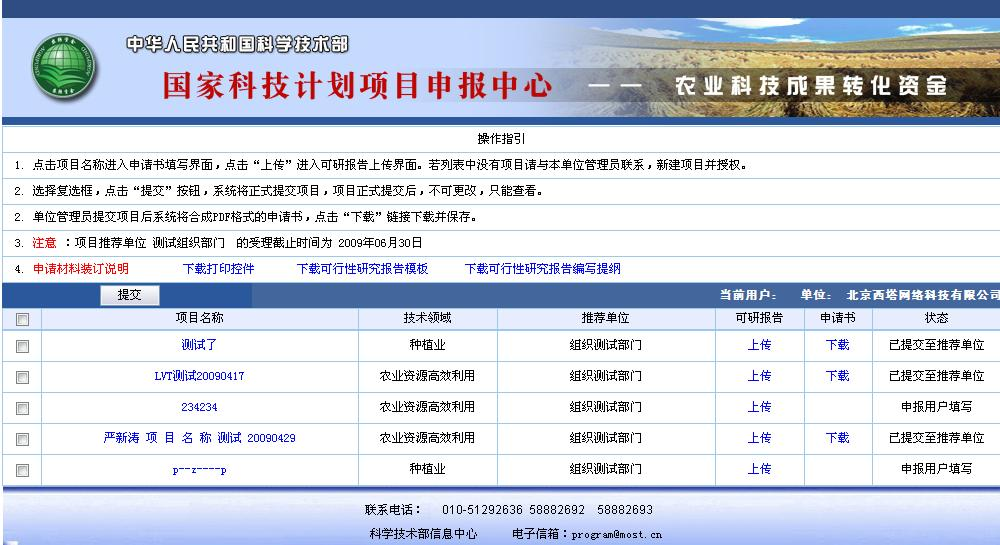 中华人民共和国科学技术部
国家科技计划项目申报中心 —— 农业科技成果转化资金
操作指引
1. 点击项目名称进入申请书填写界面，点击“上传”进入可研报告上传界面。若列表中没有项目请与本单位管理员联系，新建项目并授权。
2. 选择复选框，点击“提交”按钮，系统将正式提交项目，项目正式提交后，不可更改，只能查看。
2. 单位管理员提交项目后系统将合成PDF格式的申请书，点击“下载”链接下载并保存。
3. 注意 ：项目推荐单位 测试组织部门 的受理截止时间为 2009年06月30日
4. 申请材料装订说明 下载打印控件 下载可行性研究报告模板 下载可行性研究报告编写提纲
提交 当前用户： 单位： 北京西塔网络科技有限公司
项目名称 技术领域 推荐单位 可研报告 申请书 状态
测试了 种植业 组织测试部门 上传 下载 已提交至推荐单位
LVT测试20090417 农业资源高效利用 组织测试部门 上传 下载 已提交至推荐单位
234234 农业资源高效利用 组织测试部门 上传 申报用户填写
严新涛 项 目 名 称 测试 20090429 农业资源高效利用 组织测试部门 上传 下载 已提交至推荐单位
p--z----p 种植业 组织测试部门 上传 申报用户填写
联系电话： 010-51292636 58882692 58882693
科学技术部信息中心 电子信箱：program@most.cn